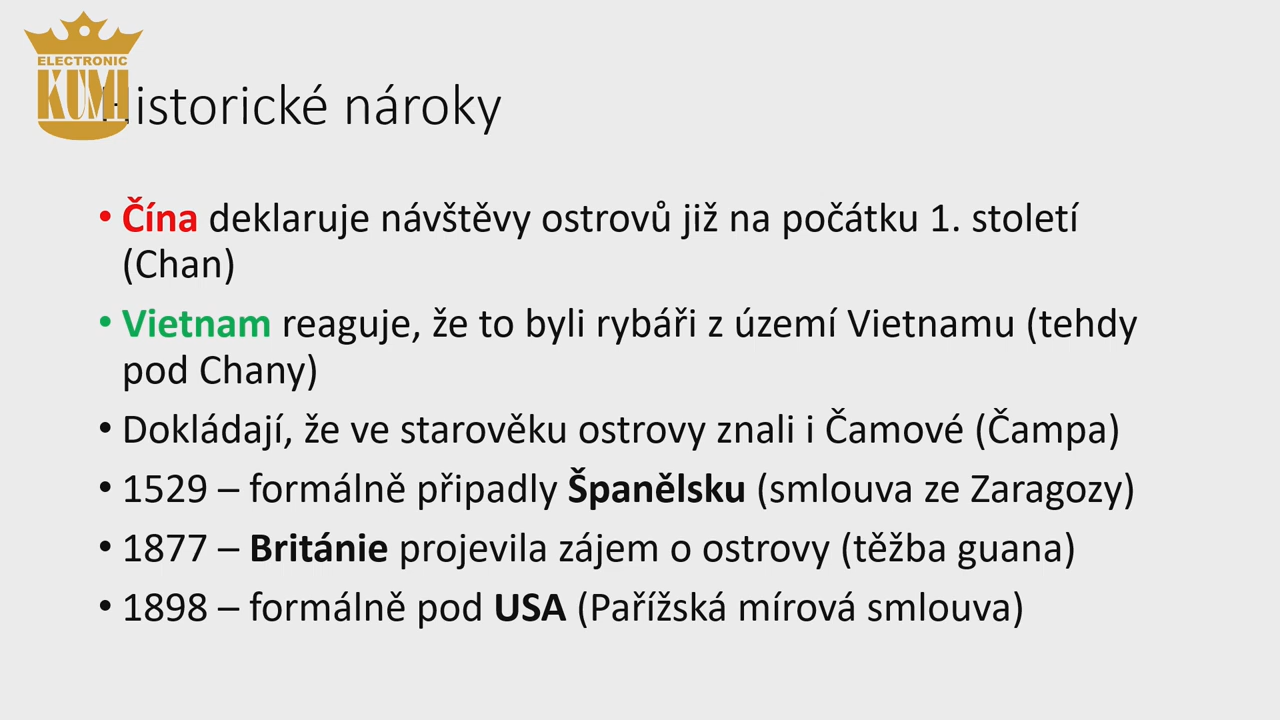 ELECTRONIC
KUMI
Historické nároky
• Čína deklaruje návštěvy ostrovů již na počátku 1. století
(Chan)
• Vietnam reaguje, že to byli rybáři z území Vietnamu (tehdy
pod Chany)
• Dokládají, že ve starověku ostrovy znali i Čamové (Čampa)
• 1529 – formálně připadly Španělsku (smlouva ze Zaragozy)
• 1877 – Británie projevila zájem o ostrovy (těžba guana)
• 1898 – formálně pod USA (Pařížská mírová smlouva)